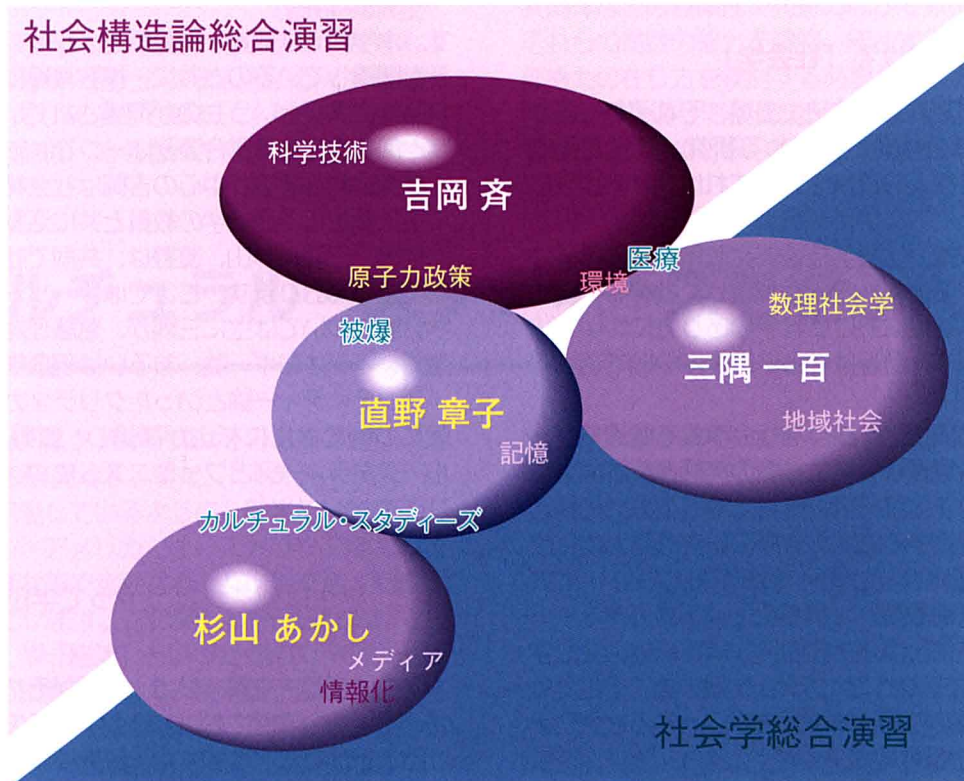 社会構造論総合演習
科学技術
吉岡 斉
原子力政策
環境
医療
数理社会学
三隅 一百
地域社会
被爆
直野 章子
記憶
カルチュラル・スタディーズ
杉山 あかし
メディア
情報化
社会学総合演習